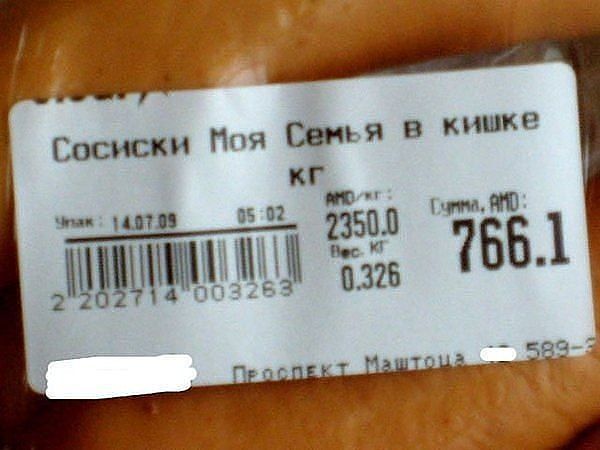 Сосиски Моя Семья в кишке
кг
Упак: 14.07.09 05:02
AMD/кг:
2350.0
Вес. КГ
0.326
Сумма, AMD:
766.1
2 202714 003263
Проспект Маштоца 589-